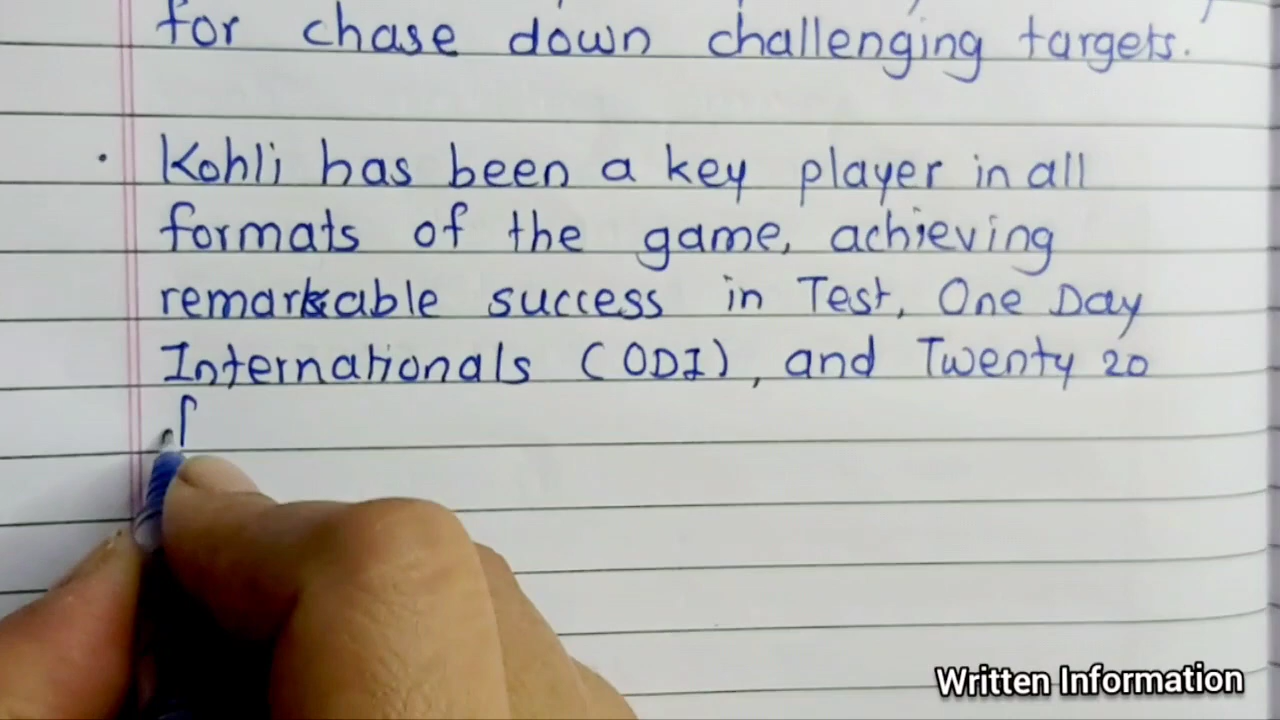 for chase down challenging targets.
• Kohli has been a key player in all
formats of the game, achieving
remarkable success in Test, One Day
Internationals (ODI), and Twenty 20
f
Written Information